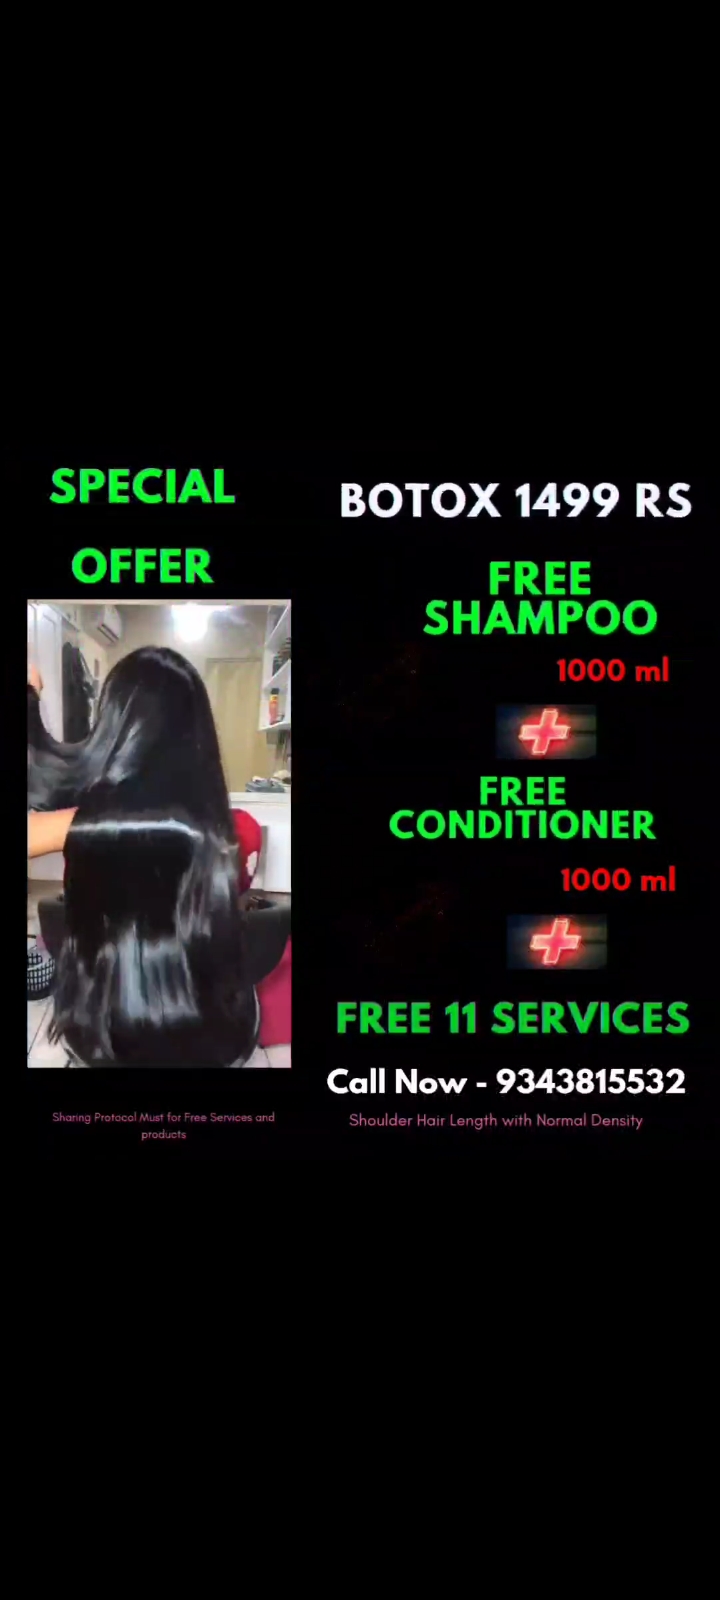 SPECIAL
OFFER
BOTOX 1499 RS
FREE
SHAMPOO
1000 ml
FREE
CONDITIONER
1000 ml
FREE 11 SERVICES
Call Now - 9343815532
Shoulder Hair Length with Normal Density
Sharing Protocol Must for Free Services and
products